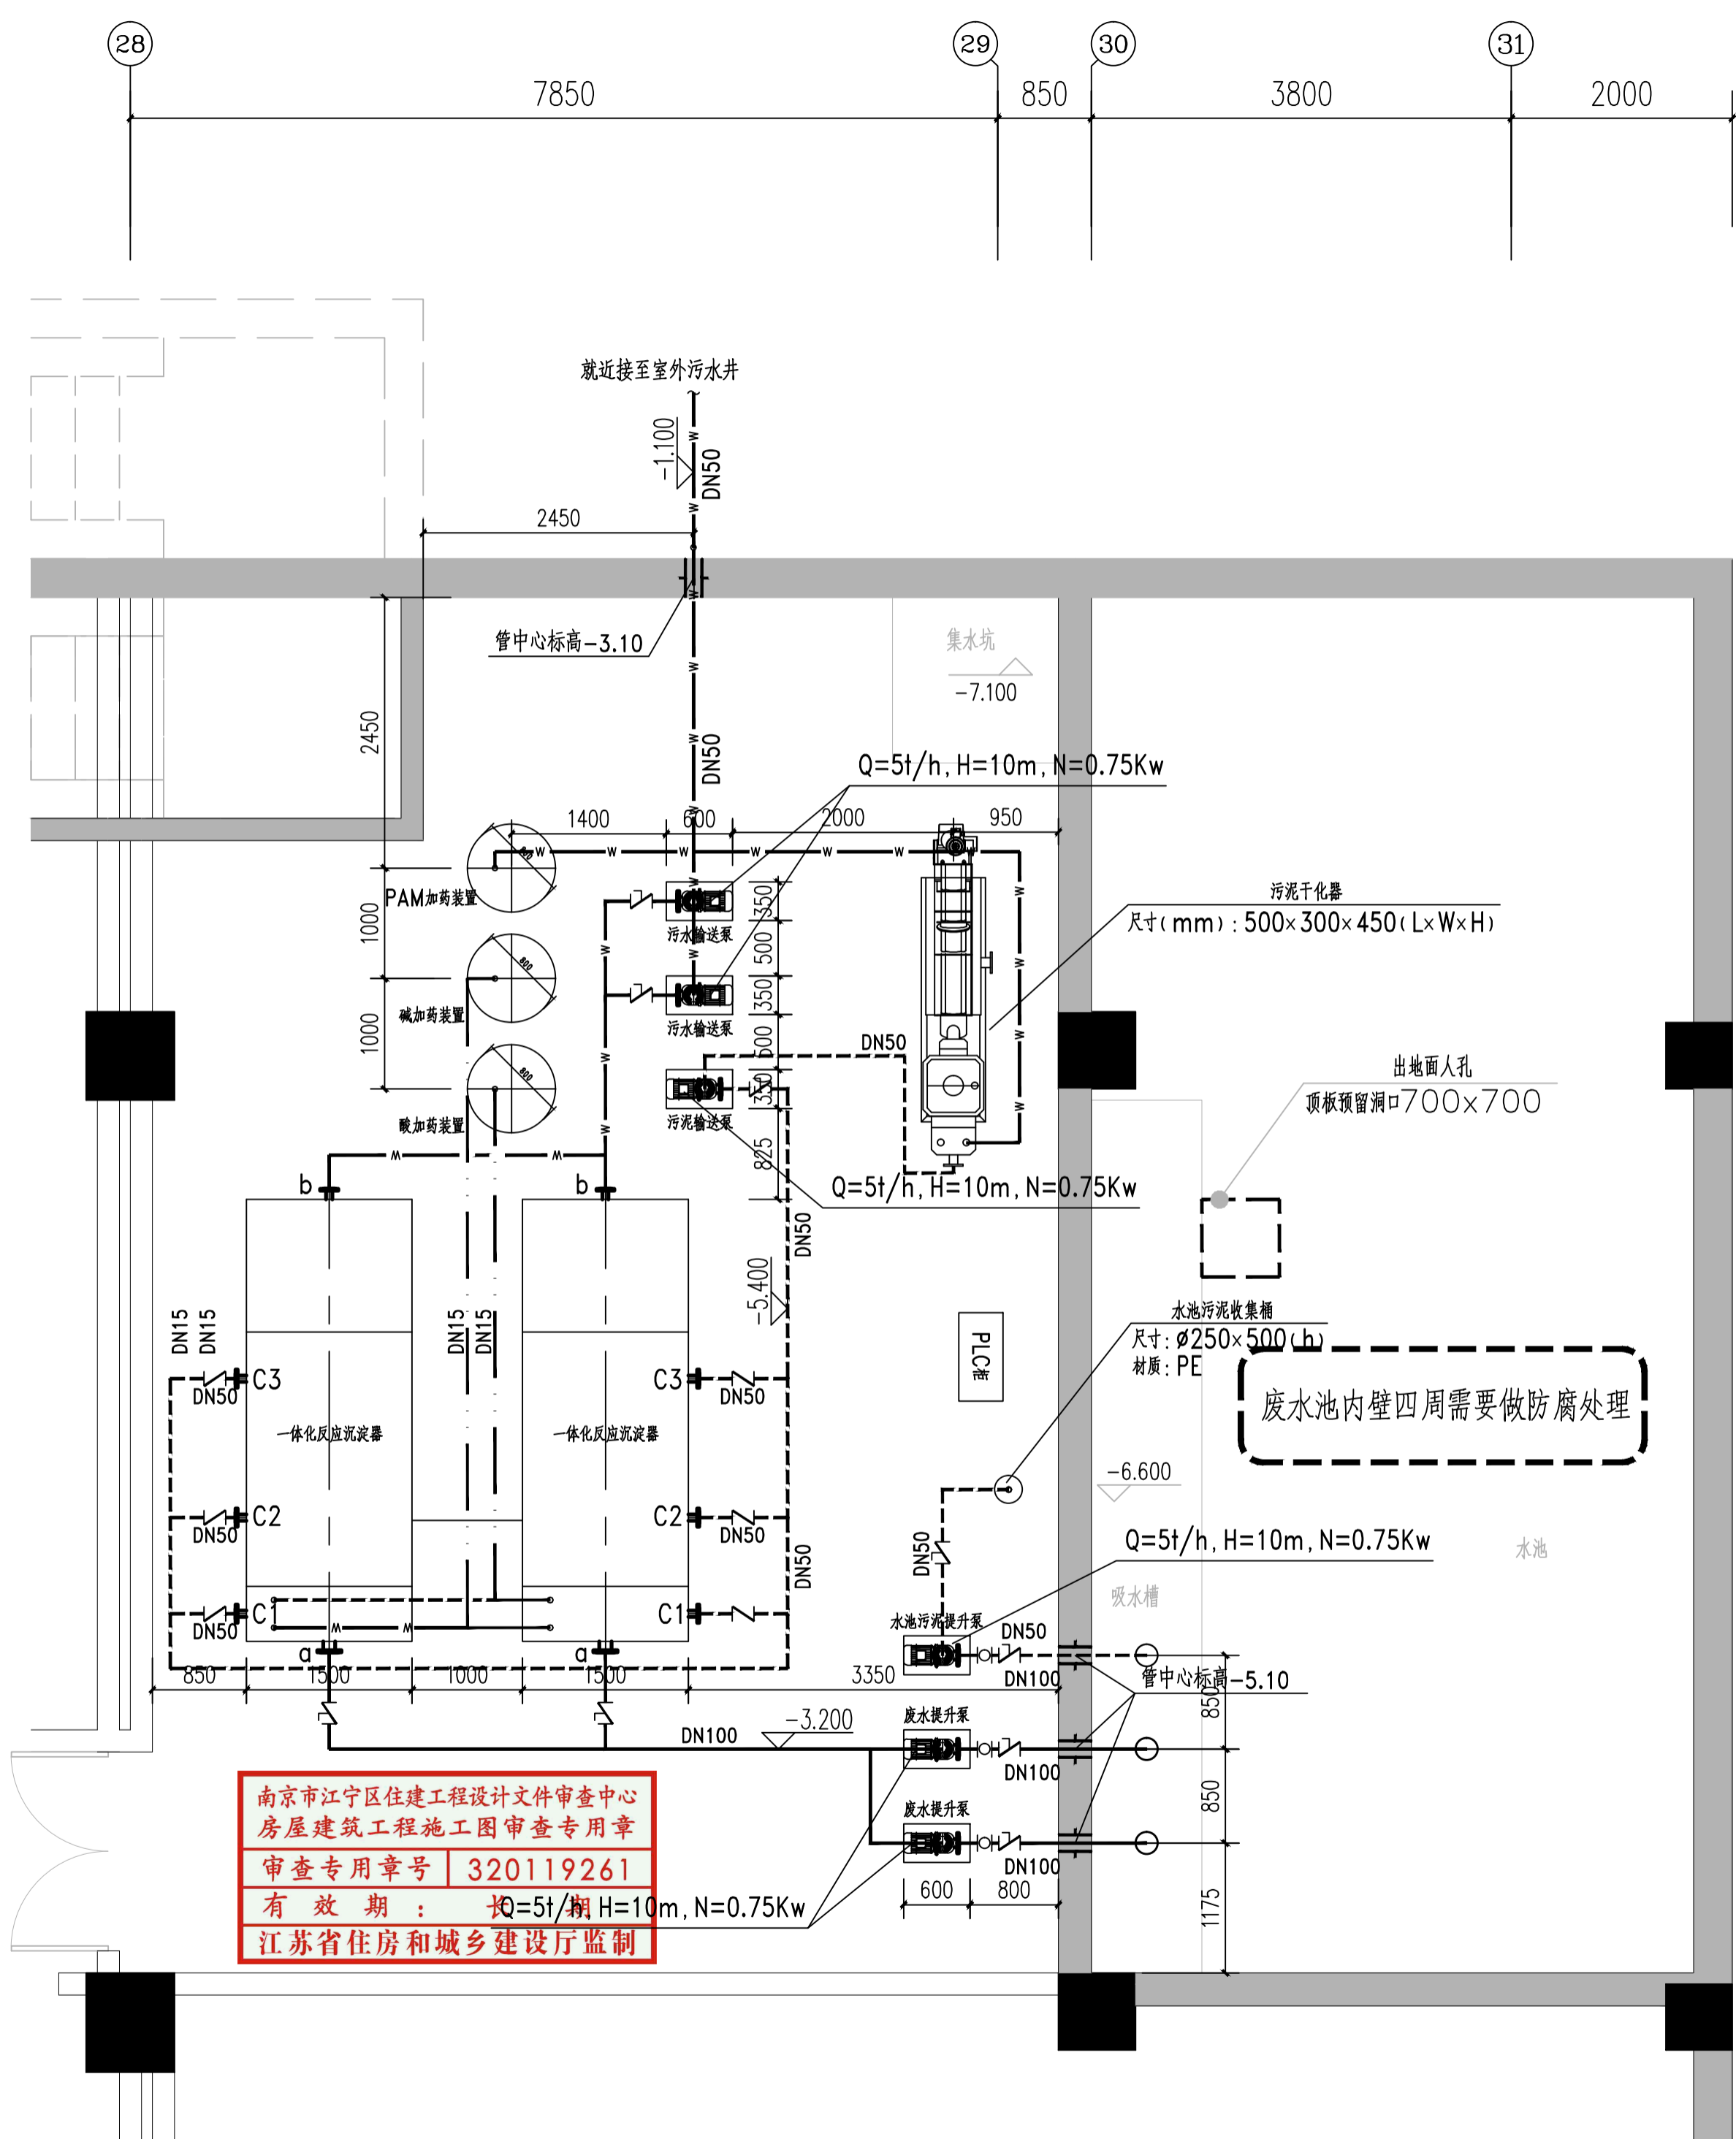 28
29
30
31
7850
850
3800
2000
就近接至室外污水井
-1.100
DN50
2450
管中心标高-3.10
集水坑
-7.100
2450
DN50
Q=5t/h, H=10m, N=0.75Kw
1400
600
2000
950
800
PAM加药装置
污水输送泵
350
污泥干化器
尺寸(mm): 500×300×450(L×W×H)
1000
500
800
碱加药装置
污水输送泵
350
1000
500
DN50
出地面人孔
顶板预留洞口700×700
800
酸加药装置
污泥输送泵
350
825
b
b
Q=5t/h, H=10m, N=0.75Kw
DN50
-5.400
DN15
DN15
DN15
DN15
PLC柜
水池污泥收集桶
尺寸: ø250×500(h)
材质: PE
C3
DN50
C3
DN50
废水池内壁四周需要做防腐处理
一体化反应沉淀器
一体化反应沉淀器
-6.600
C2
DN50
C2
DN50
DN50
DN50
Q=5t/h, H=10m, N=0.75Kw
水池
吸水槽
C1
DN50
C1
水池污泥提升泵
DN50
a
a
850
1500
1000
1500
3350
DN100
管中心标高-5.10
850
废水提升泵
-3.200
DN100
DN100
850
废水提升泵
DN100
600
800
1175
南京市江宁区住建工程设计文件审查中心
房屋建筑工程施工图审查专用章
审查专用章号 320119261
有效期: 长期
Q=5t/h, H=10m, N=0.75Kw
江苏省住房和城乡建设厅监制